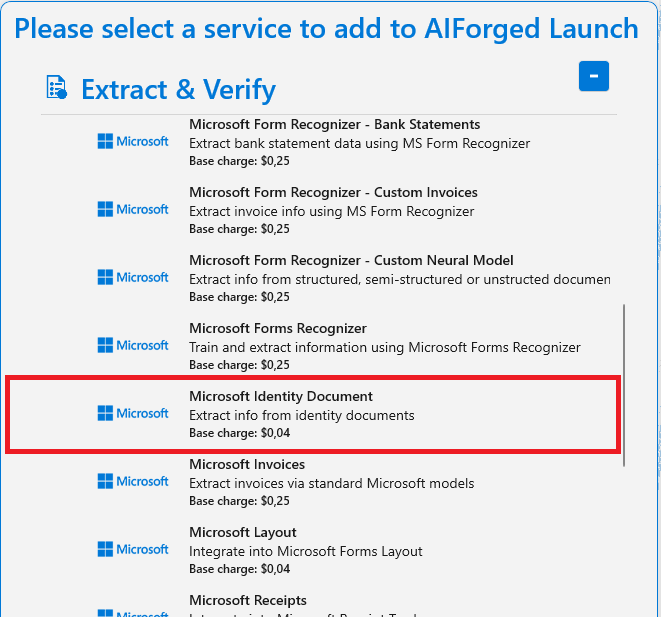 Please select a service to add to AIForged Launch
Extract & Verify
-
Microsoft Form Recognizer - Bank Statements
Microsoft
Extract bank statement data using MS Form Recognizer
Base charge: $0,25
Microsoft Form Recognizer - Custom Invoices
Microsoft
Extract invoice info using MS Form Recognizer
Base charge: $0,25
Microsoft Form Recognizer - Custom Neural Model
Microsoft
Extract info from structured, semi-structured or unstructed documen
Base charge: $0,25
Microsoft Forms Recognizer
Microsoft
Train and extract information using Microsoft Forms Recognizer
Base charge: $0,25
Microsoft Identity Document
Microsoft
Extract info from identity documents
Base charge: $0,04
Microsoft Invoices
Microsoft
Extract invoices via standard Microsoft models
Base charge: $0,25
Microsoft Layout
Microsoft
Integrate into Microsoft Forms Layout
Base charge: $0,04
Microsoft Receipts
Microsoft